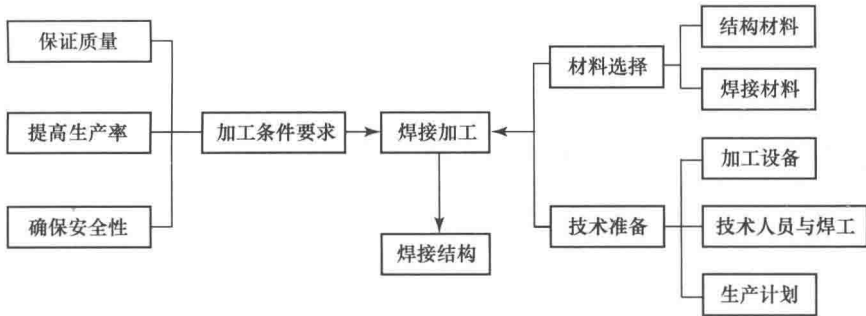 保证质量
提高生产率
确保安全性
加工条件要求
焊接加工
焊接结构
材料选择
技术准备
结构材料
焊接材料
加工设备
技术人员与焊工
生产计划